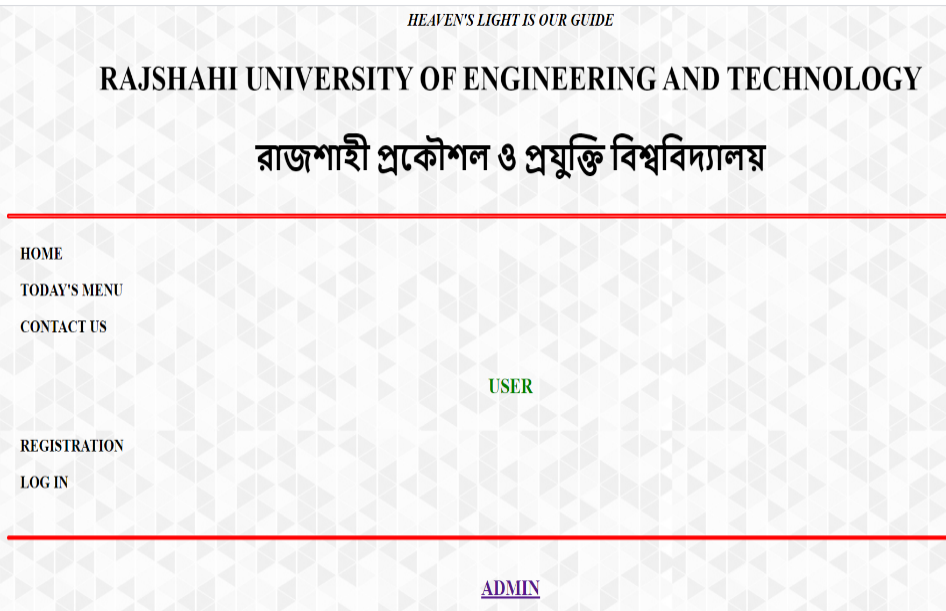 HEAVEN'S LIGHT IS OUR GUIDE
RAJSHAHI UNIVERSITY OF ENGINEERING AND TECHNOLOGY
রাজশাহী প্রকৌশল ও প্রযুক্তি বিশ্ববিদ্যালয়
HOME
TODAY'S MENU
CONTACT US
USER
REGISTRATION
LOG IN
ADMIN